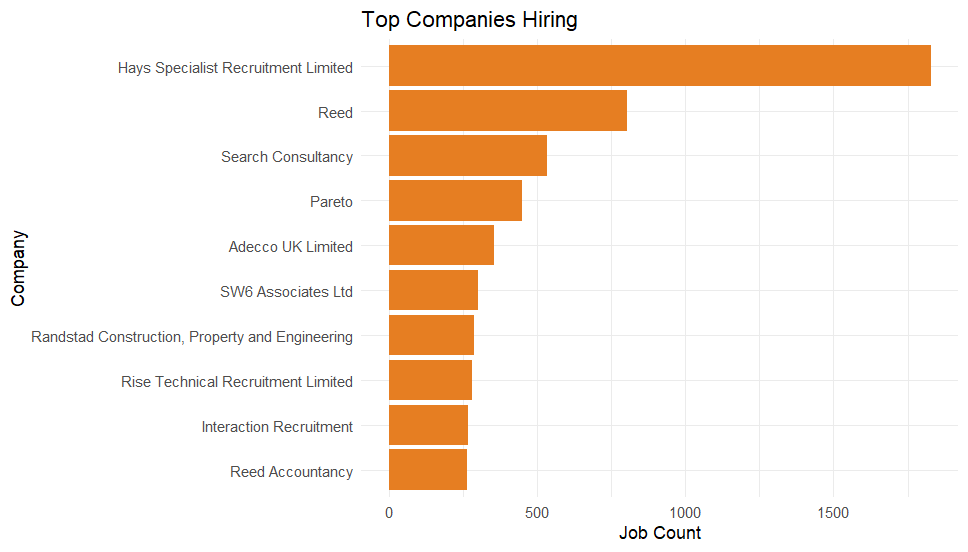 Top Companies Hiring
Hays Specialist Recruitment Limited
Reed
Search Consultancy
Pareto
Adecco UK Limited
SW6 Associates Ltd
Randstad Construction, Property and Engineering
Rise Technical Recruitment Limited
Interaction Recruitment
Reed Accountancy
Company
0 500 1000 1500
Job Count